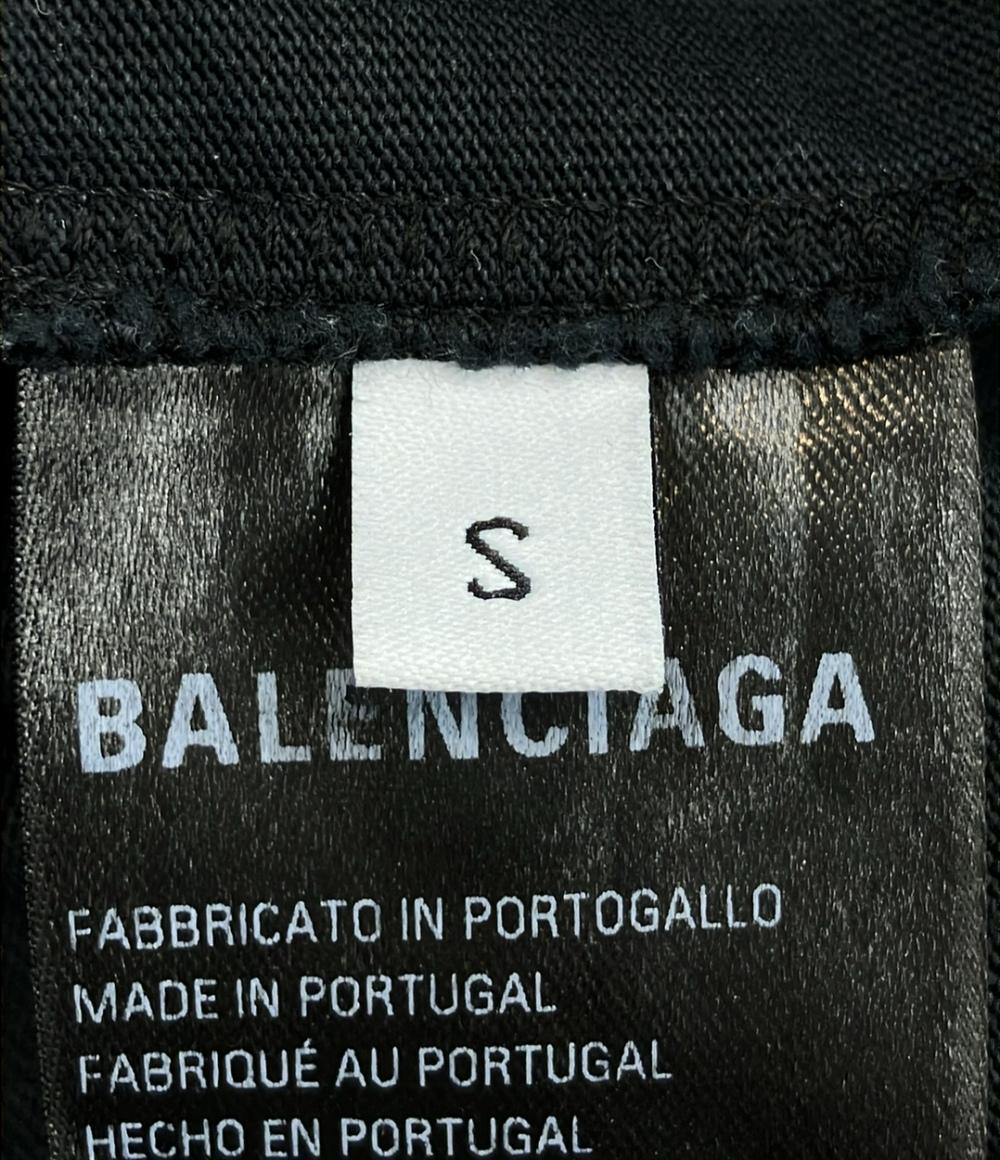 S
BALENCIAGA
FABBRICATO IN PORTOGALLO
MADE IN PORTUGAL
FABRIQUÉ AU PORTUGAL
HECHO EN PORTUGAL